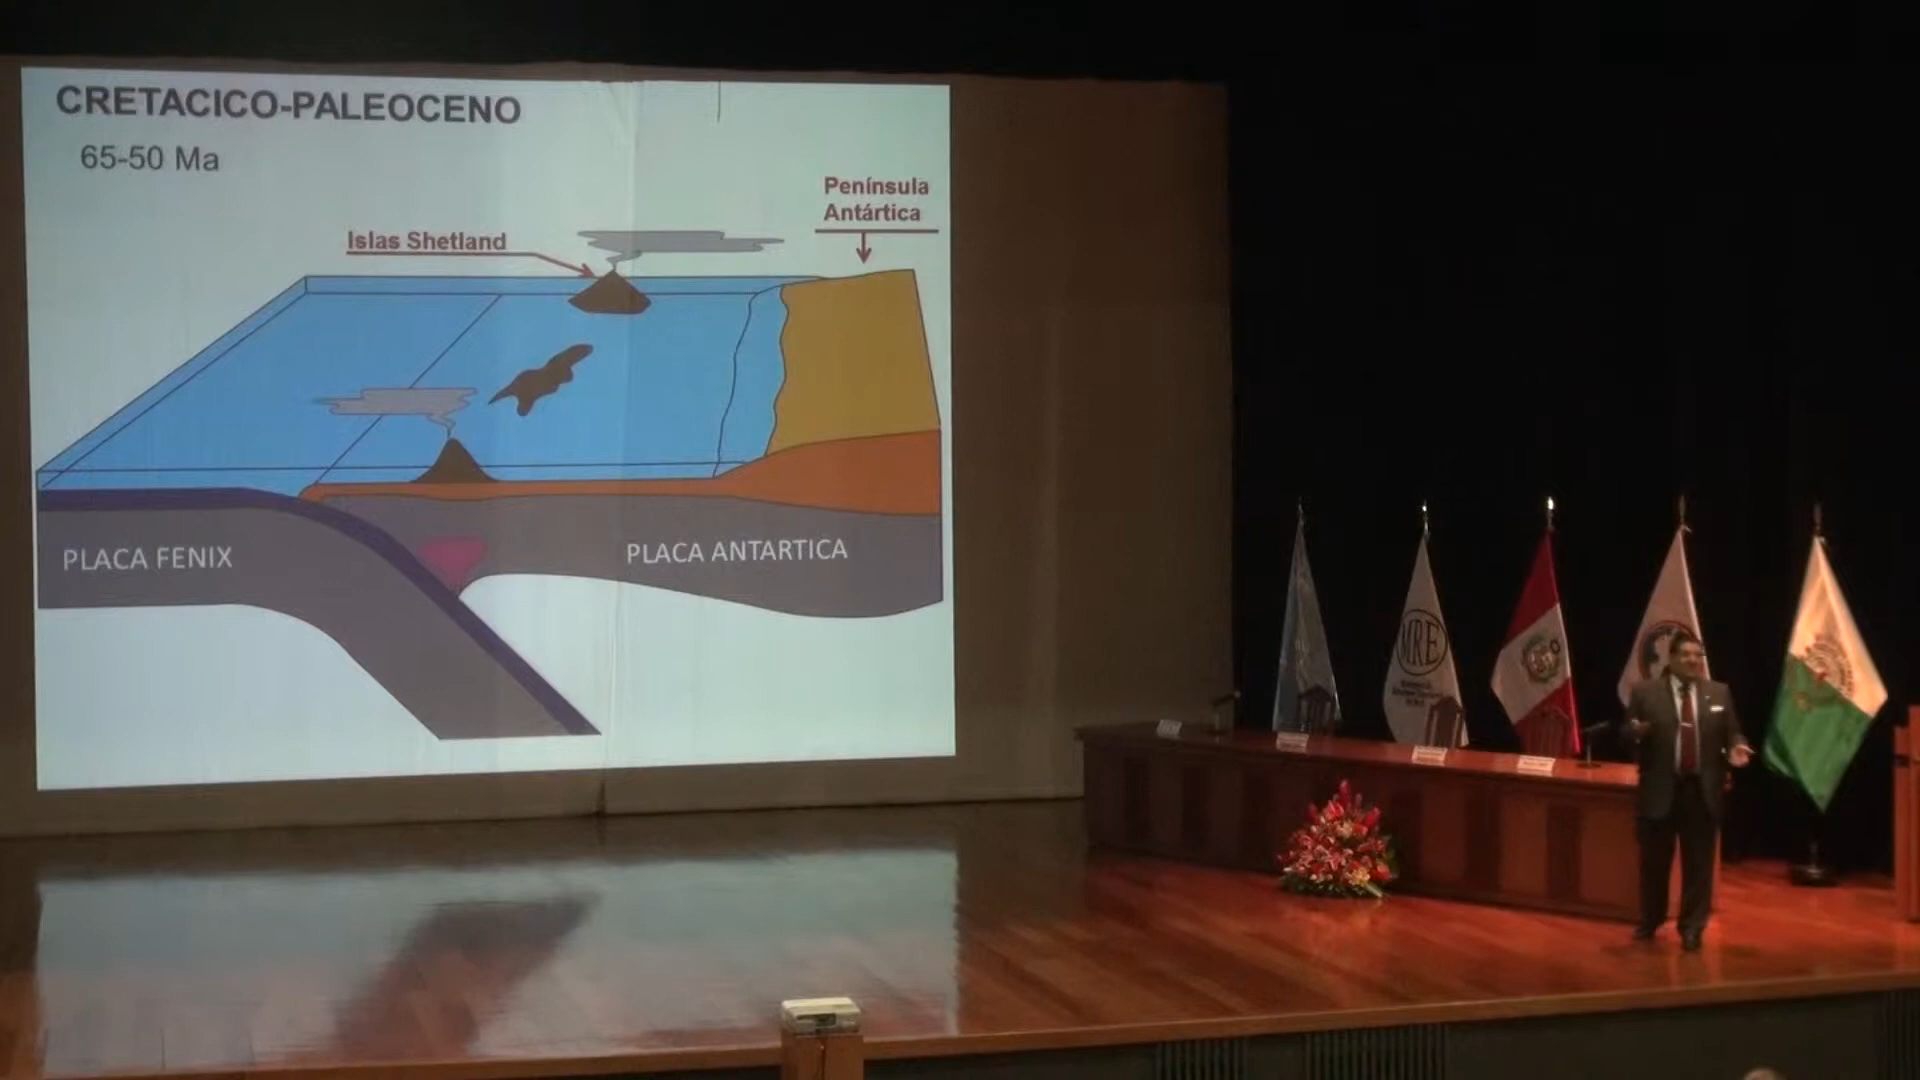 CRETACICO-PALEOCENO
65-50 Ma
Península
Antártica
Islas Shetland
PLACA FENIX
PLACA ANTARTICA
MRE